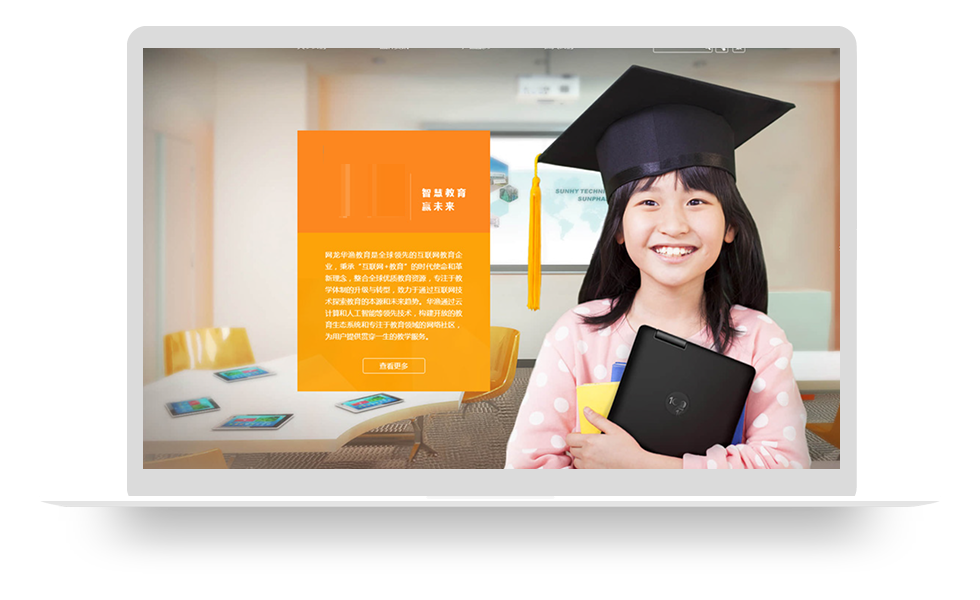 智慧教育
赢未来
SUNNY TECHN
SUNPHA
网龙华渔教育是全球领先的互联网教育企
业，秉承“互联网+教育”的时代使命和革
新理念，整合全球优质教育资源，专注于教
学体制的升级与转型，致力于通过互联网技
术探索教育的本源和未来趋势。华渔通过云
计算和人工智能等领先技术，构建开放的教
育生态系统和专注于教育领域的网络社区，
为用户提供贯穿一生的教学服务。
查看更多